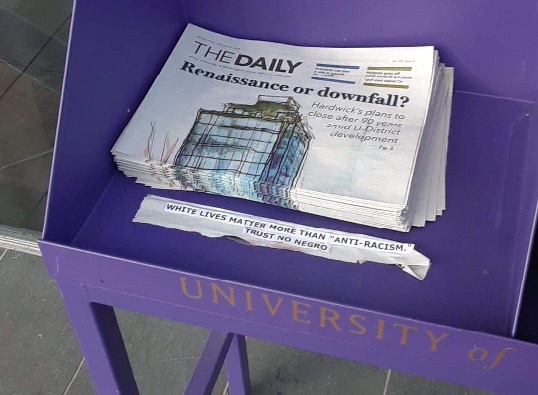 THE DAILY
Renaissance or downfall?
Hardwick's plans to
close after 90 years
amid U-District
development
WHITE LIVES MATTER MORE THAN "ANTI-RACISM."
TRUST NO NEGRO
UNIVERSITY of